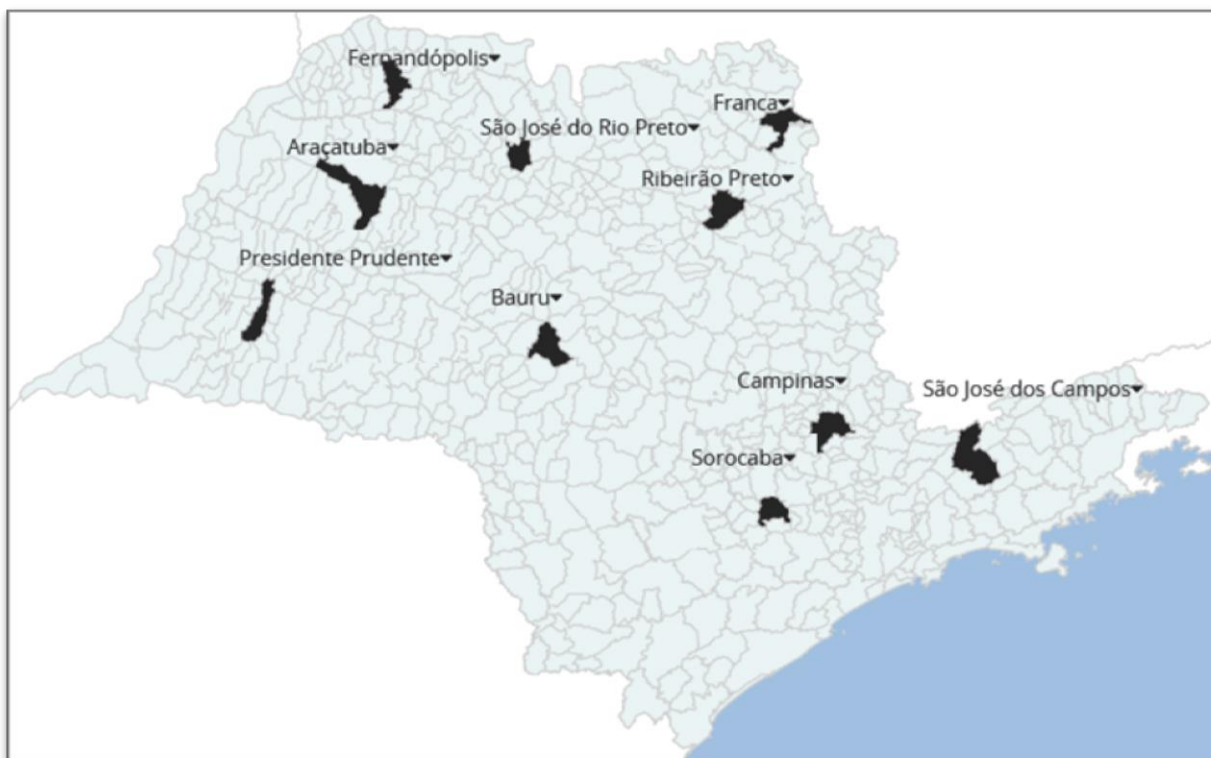 Fernandópolis
Franca
São José do Rio Preto
Araçatuba
Ribeirão Preto
Presidente Prudente
Bauru
Campinas
São José dos Campos
Sorocaba